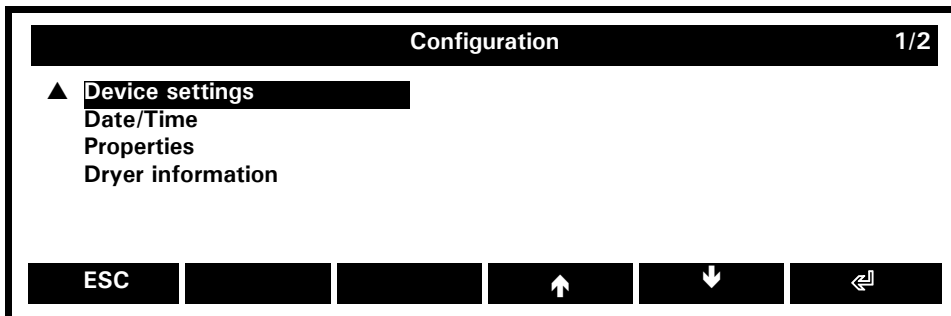 Configuration 1/2
▲ Device settings
Date/Time
Properties
Dryer information
ESC ↑ ↓ ↵